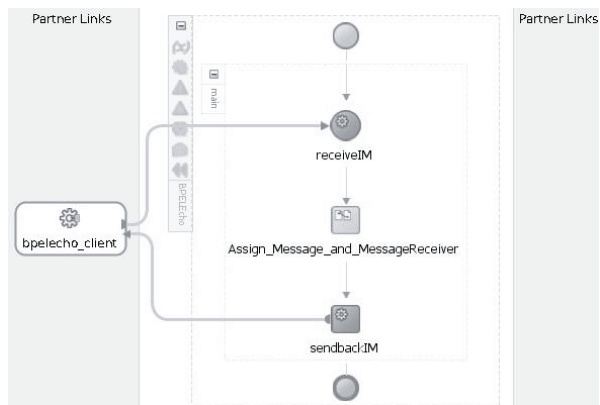 Partner Links
Partner Links
main
receiveIM
BPELEcho
bpelecho_client
Assign_Message_and_MessageReceiver
sendbackIM